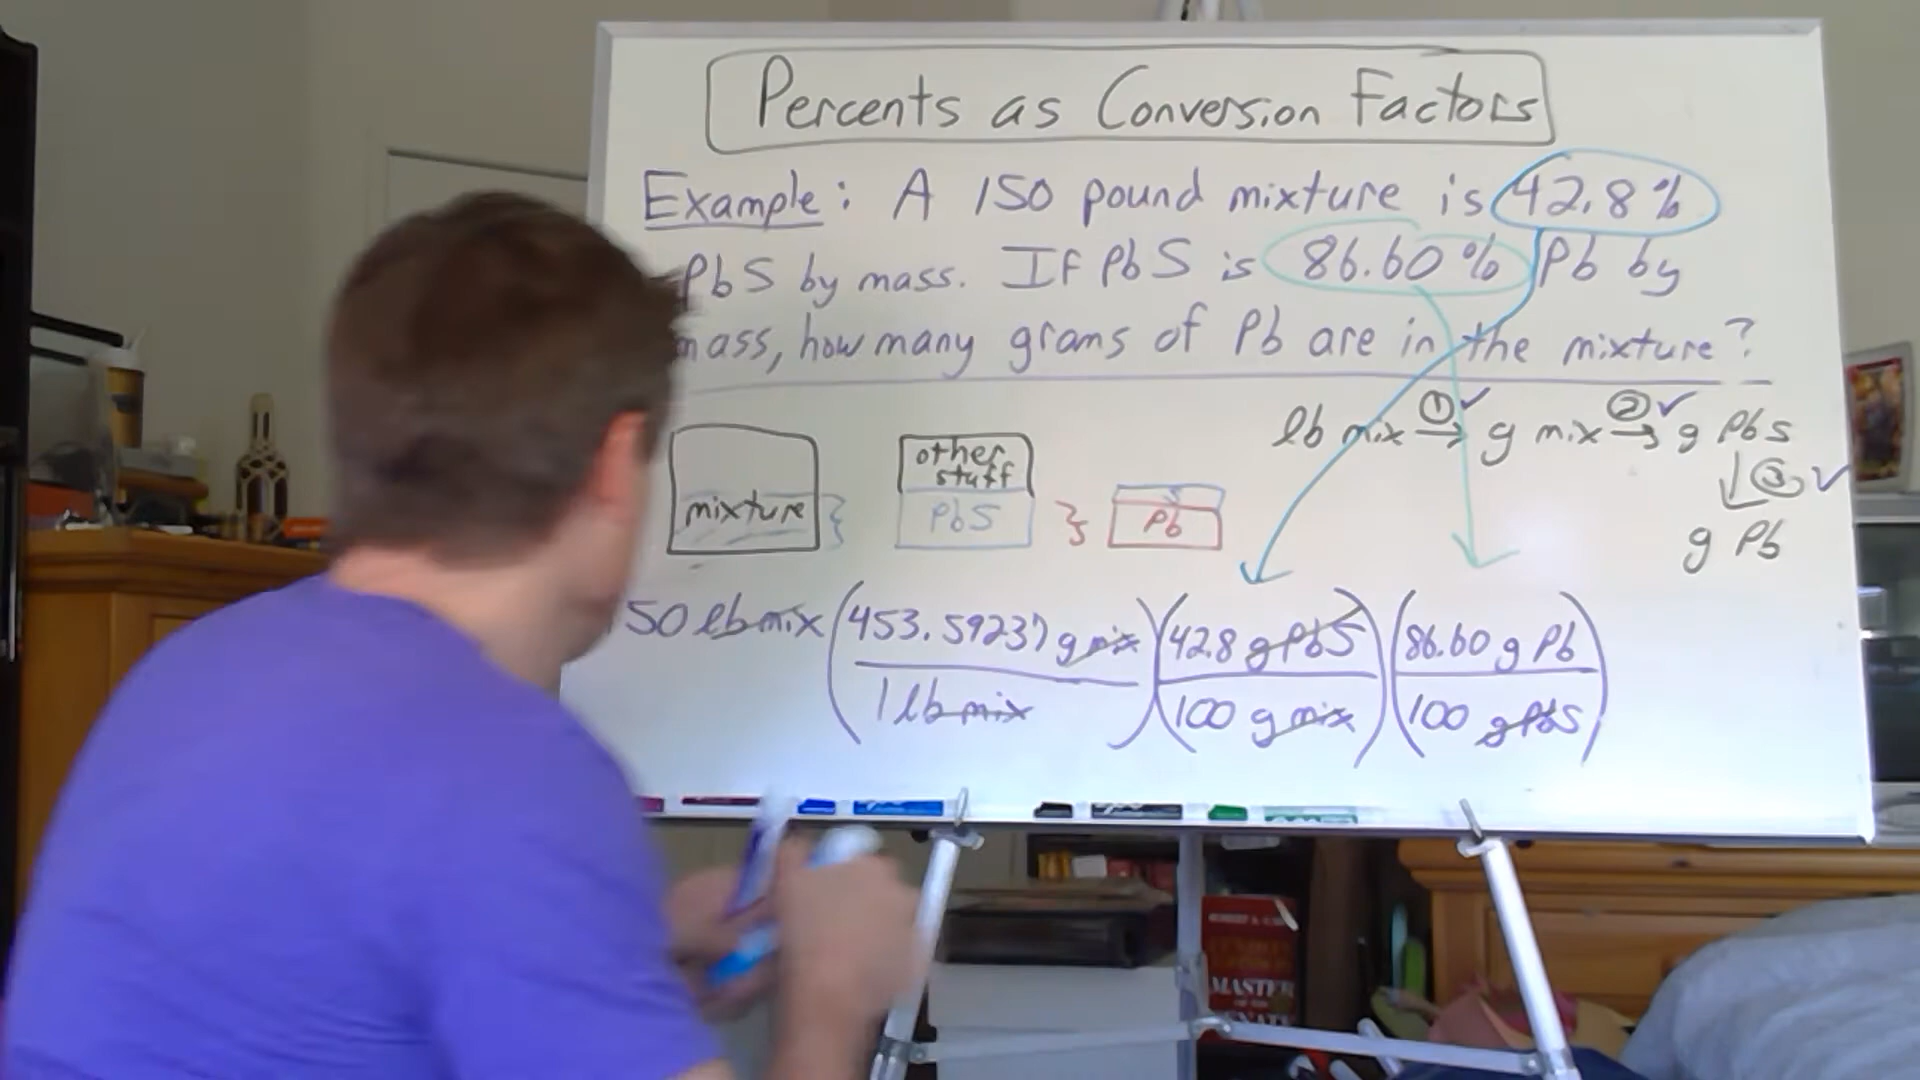 Percents as Conversion Factors
Example: A 150 pound mixture is 42.8%
PbS by mass. If PbS is 86.60% Pb by
mass, how many grams of Pb are in the mixture?
lb mix ①✓ g mix ②✓ g PbS
③ ✓
g Pb
other
stuff
mixture } PbS } Pb
50 lb mix (453.59237 g mix) (42.8 g PbS) (86.60 g Pb)
1 lb mix 100 g mix 100 g PbS
MASTER